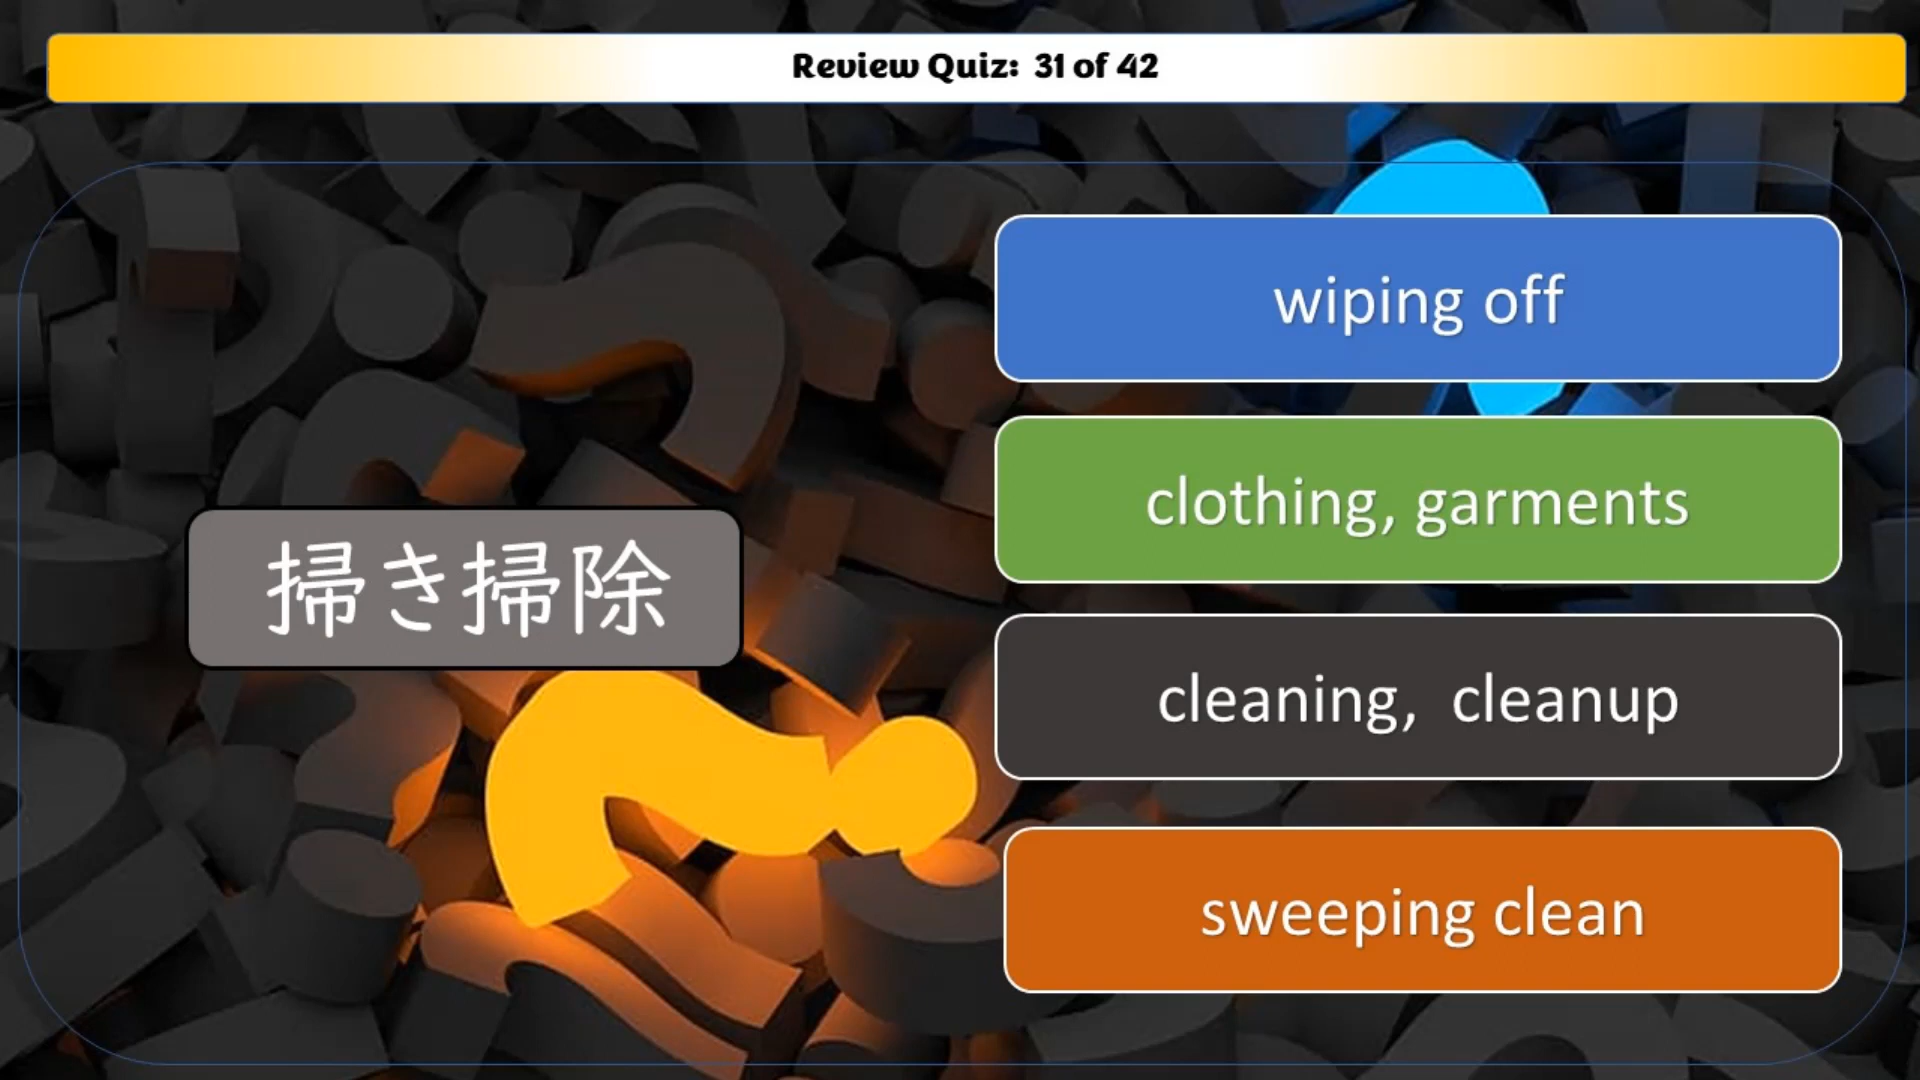 Review Quiz: 31 of 42
掃き掃除
wiping off
clothing, garments
cleaning, cleanup
sweeping clean